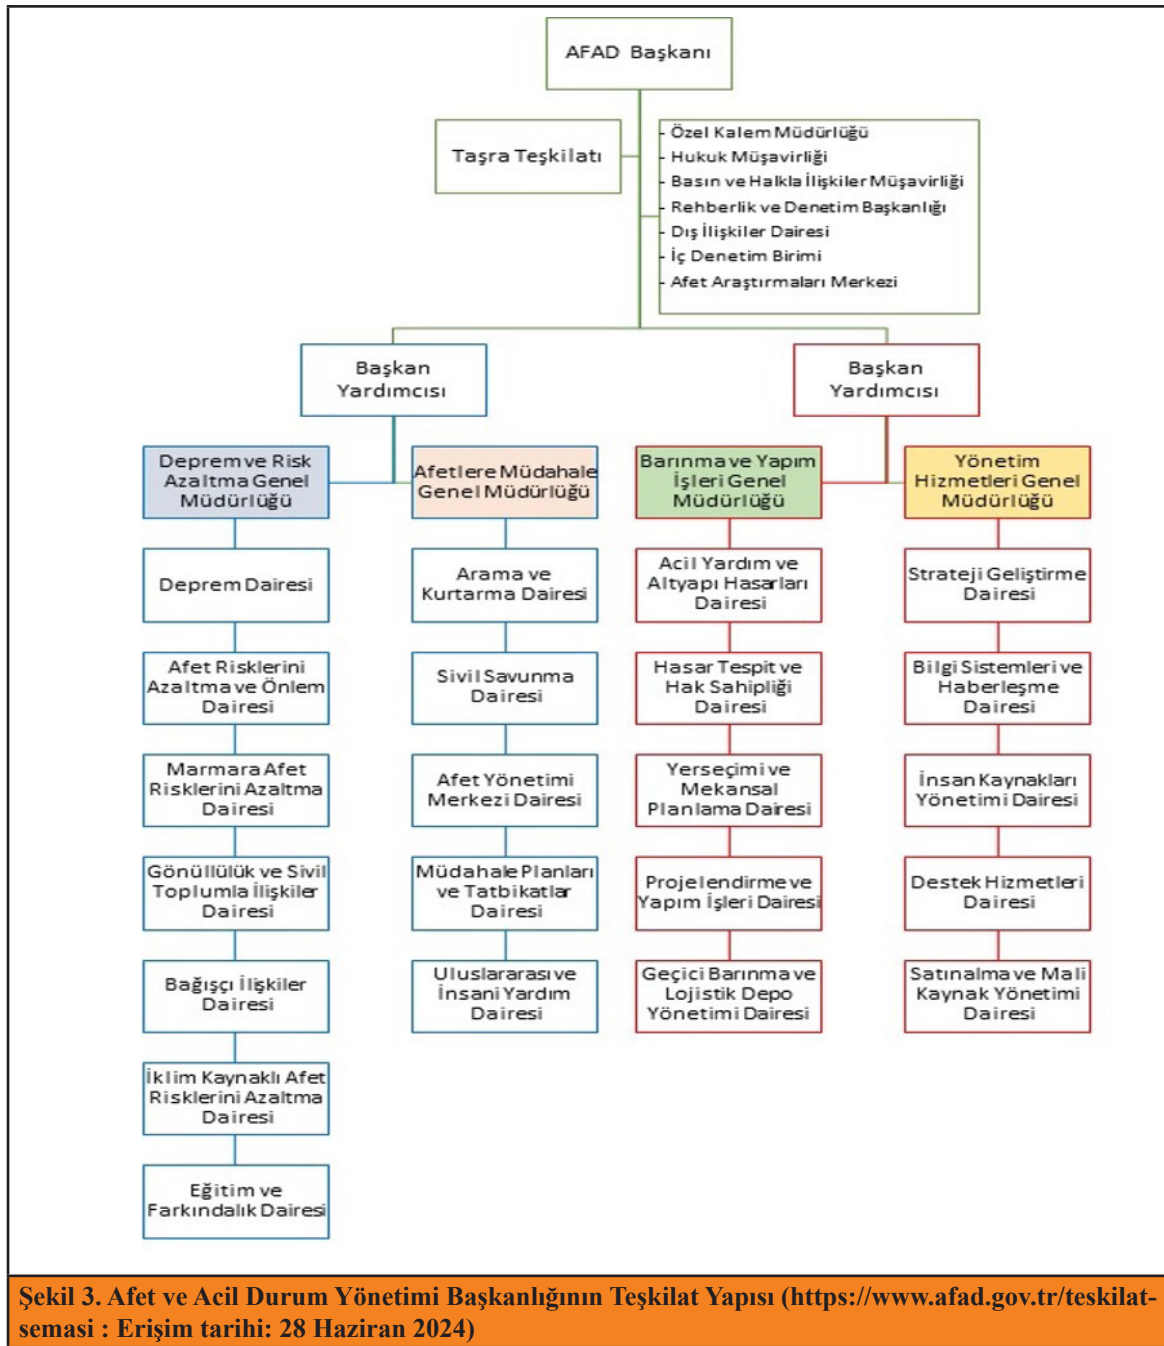 AFAD Başkanı
Taşra Teşkilatı
- Özel Kalem Müdürlüğü
- Hukuk Müşavirliği
- Basın ve Halkla İlişkiler Müşavirliği
- Rehberlik ve Denetim Başkanlığı
- Dış İlişkiler Dairesi
- İç Denetim Birimi
- Afet Araştırmaları Merkezi
Başkan
Yardımcısı
Başkan
Yardımcısı
Deprem ve Risk
Azaltma Genel
Müdürlüğü
Deprem Dairesi
Afet Risklerini
Azaltma ve Önlem
Dairesi
Marmara Afet
Risklerini Azaltma
Dairesi
Gönüllülük ve Sivil
Toplumla İlişkiler
Dairesi
Bağışçı İlişkiler
Dairesi
İklim Kaynaklı Afet
Risklerini Azaltma
Dairesi
Eğitim ve
Farkındalık Dairesi
Afetlere Müdahale
Genel Müdürlüğü
Arama ve
Kurtarma Dairesi
Sivil Savunma
Dairesi
Afet Yönetimi
Merkezi Dairesi
Müdahale Planları
ve Tatbikatlar
Dairesi
Uluslararası ve
İnsani Yardım
Dairesi
Barınma ve Yapım
İşleri Genel
Müdürlüğü
Acil Yardım ve
Altyapı Hasarları
Dairesi
Hasar Tespit ve
Hak Sahipliği
Dairesi
Yerseçimi ve
Mekansal
Planlama Dairesi
Projelendirme ve
Yapım İşleri Dairesi
Geçici Barınma ve
Lojistik Depo
Yönetimi Dairesi
Yönetim
Hizmetleri Genel
Müdürlüğü
Strateji Geliştirme
Dairesi
Bilgi Sistemleri ve
Haberleşme
Dairesi
İnsan Kaynakları
Yönetimi Dairesi
Destek Hizmetleri
Dairesi
Satınalma ve Mali
Kaynak Yönetimi
Dairesi
Şekil 3. Afet ve Acil Durum Yönetimi Başkanlığının Teşkilat Yapısı (https://www.afad.gov.tr/teskilat-
semasi : Erişim tarihi: 28 Haziran 2024)